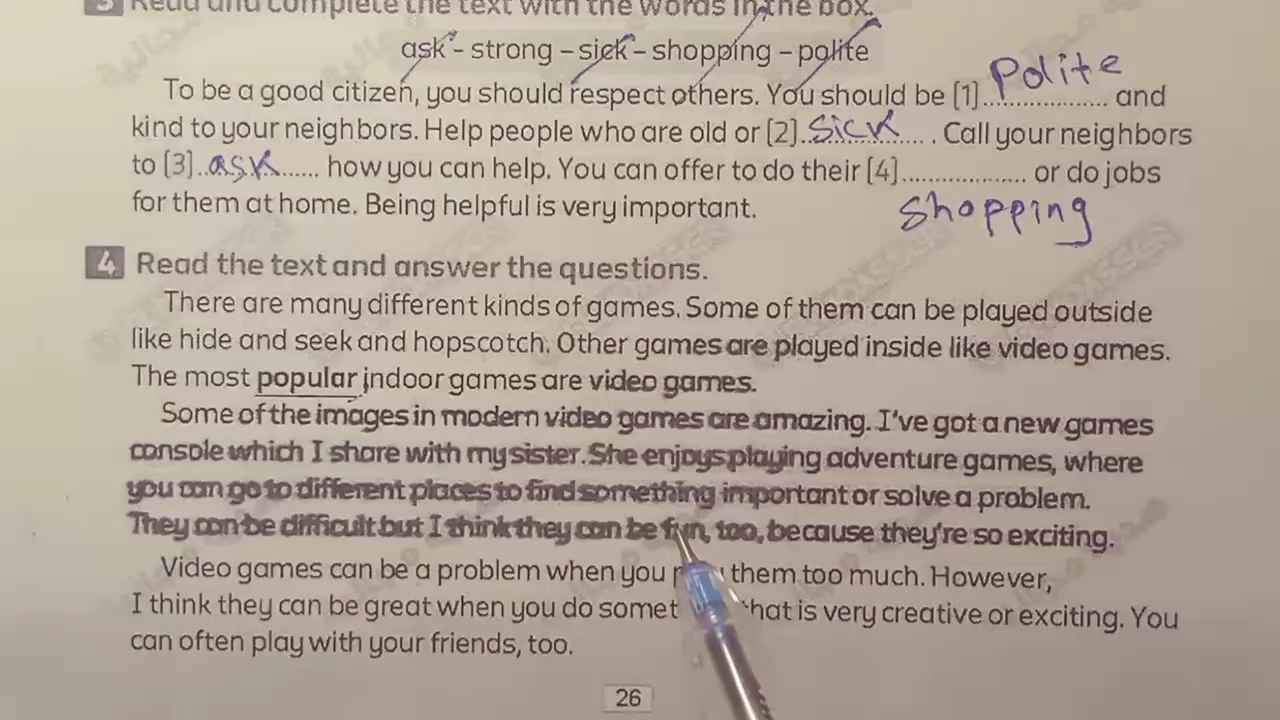 3 Read and complete the text with the words in the box.
ask - strong – sick – shopping – polite
To be a good citizen, you should respect others. You should be [1] Polite and
kind to your neighbors. Help people who are old or [2] sick . Call your neighbors
to [3] ask how you can help. You can offer to do their [4] shopping or do jobs
for them at home. Being helpful is very important.
4 Read the text and answer the questions.
There are many different kinds of games. Some of them can be played outside
like hide and seek and hopscotch. Other games are played inside like video games.
The most popular indoor games are video games.
Some of the images in modern video games are amazing. I've got a new games
console which I share with my sister. She enjoys playing adventure games, where
you can go to different places to find something important or solve a problem.
They can be difficult but I think they can be fun, too, because they're so exciting.
Video games can be a problem when you them too much. However,
I think they can be great when you do that is very creative or exciting. You
can often play with your friends, too.
26